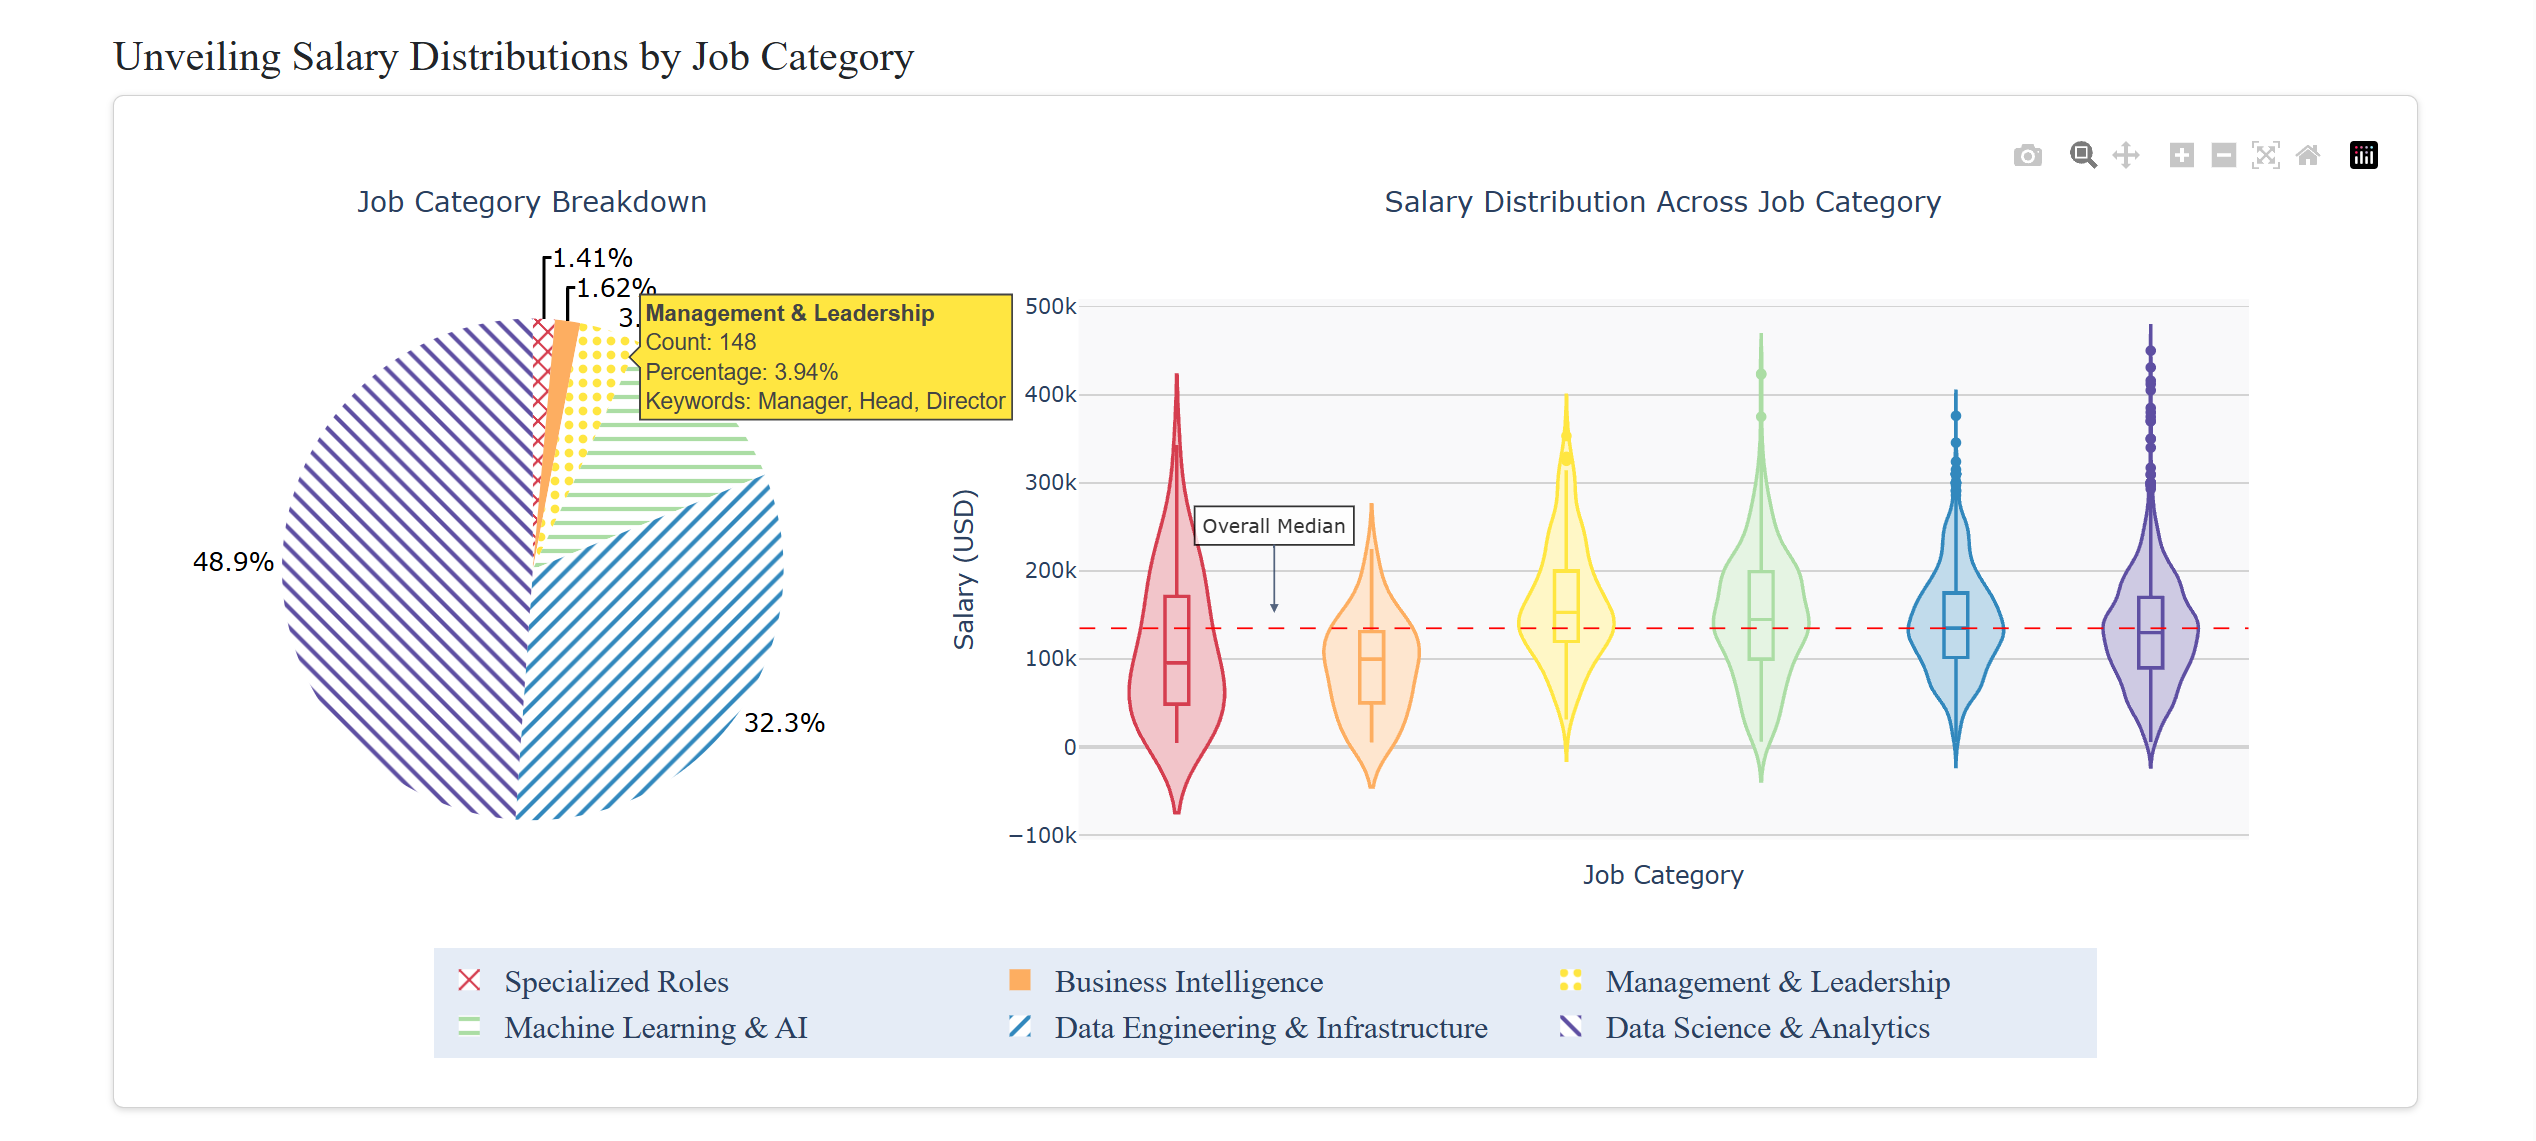 Unveiling Salary Distributions by Job Category
Job Category Breakdown
1.41%
1.62%
3.
Management & Leadership
Count: 148
Percentage: 3.94%
Keywords: Manager, Head, Director
48.9%
32.3%
Salary Distribution Across Job Category
Salary (USD)
500k
400k
300k
200k
100k
0
−100k
Overall Median
Job Category
Specialized Roles
Business Intelligence
Management & Leadership
Machine Learning & AI
Data Engineering & Infrastructure
Data Science & Analytics